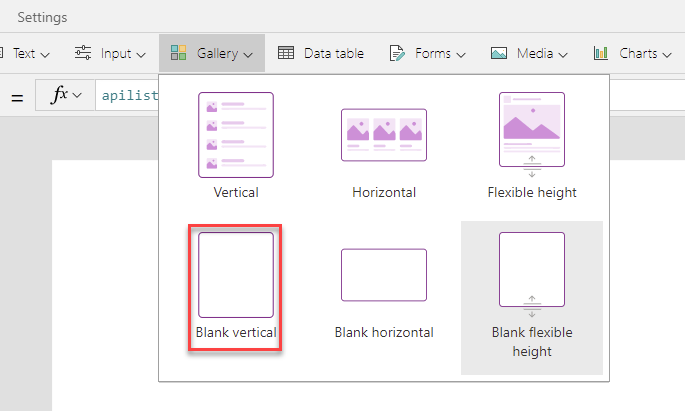 Settings
Text Input Gallery Data table Forms Media Charts
= fx apilist
Vertical Horizontal Flexible height
Blank vertical Blank horizontal Blank flexible
height